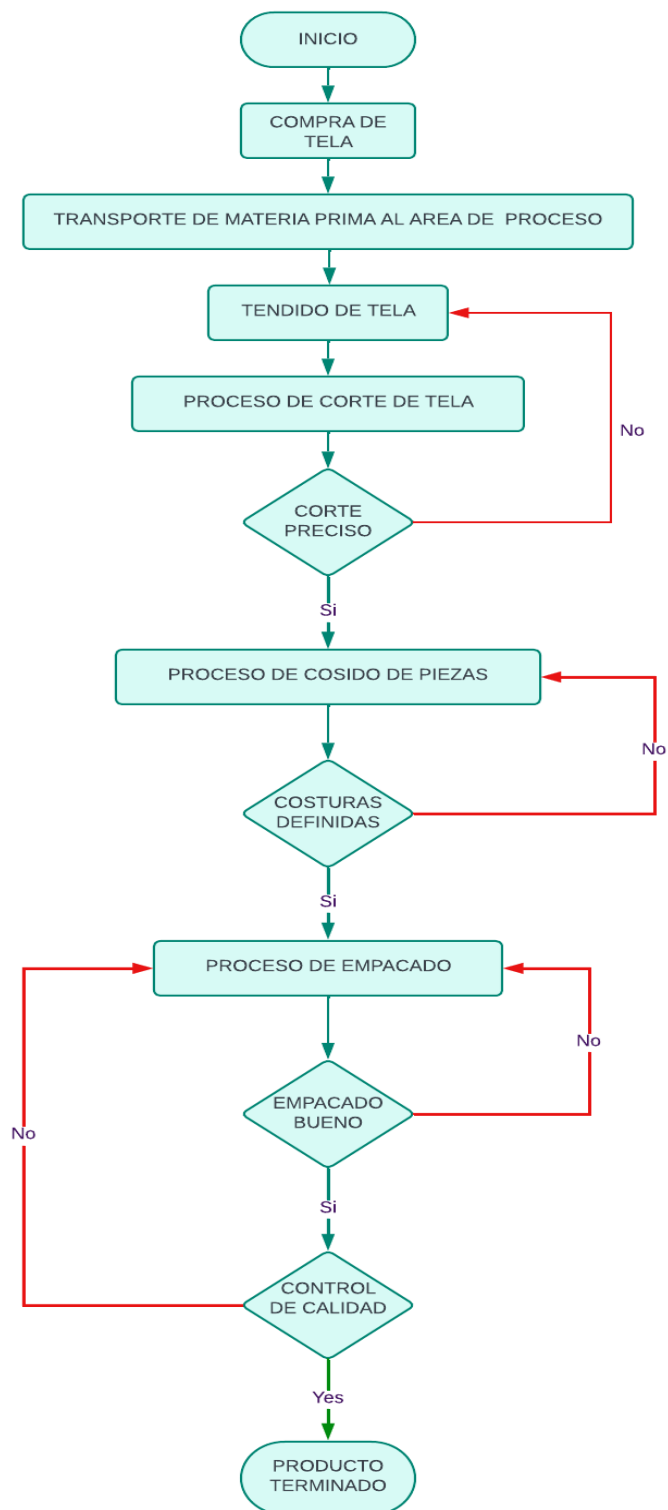 INICIO
COMPRA DE
TELA
TRANSPORTE DE MATERIA PRIMA AL AREA DE PROCESO
TENDIDO DE TELA
PROCESO DE CORTE DE TELA
No
CORTE
PRECISO
Si
PROCESO DE COSIDO DE PIEZAS
No
COSTURAS
DEFINIDAS
Si
PROCESO DE EMPACADO
No
EMPACADO
BUENO
No
Si
CONTROL
DE CALIDAD
Yes
PRODUCTO
TERMINADO